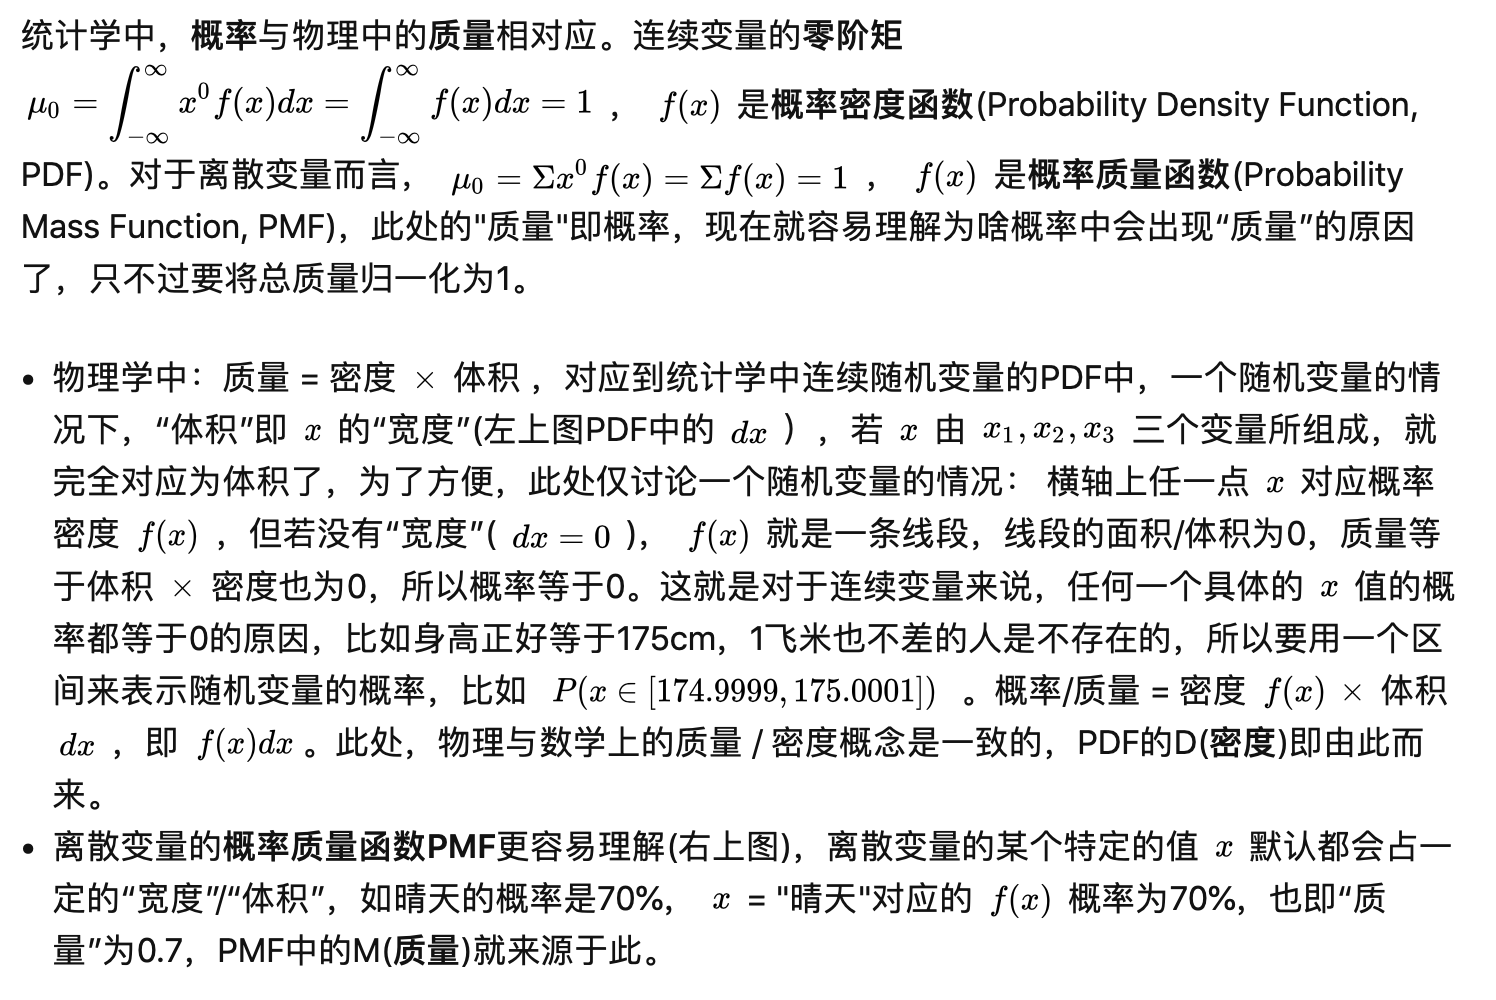 统计学中，概率与物理中的质量相对应。连续变量的零阶矩
μ₀ = ∫_{-∞}^{∞} x⁰ f(x)dx = ∫_{-∞}^{∞} f(x)dx = 1 ， f(x) 是概率密度函数(Probability Density Function,
PDF)。对于离散变量而言， μ₀ = Σx⁰ f(x) = Σf(x) = 1 ， f(x) 是概率质量函数(Probability
Mass Function, PMF)，此处的"质量"即概率，现在就容易理解为啥概率中会出现“质量”的原因
了，只不过要将总质量归一化为1。
• 物理学中：质量 = 密度 × 体积 ，对应到统计学中连续随机变量的PDF中，一个随机变量的情
况下，“体积”即 x 的“宽度”(左上图PDF中的 dx ) ，若 x 由 x₁, x₂, x₃ 三个变量所组成，就
完全对应为体积了，为了方便，此处仅讨论一个随机变量的情况： 横轴上任一点 x 对应概率
密度 f(x) ，但若没有“宽度”( dx = 0 )， f(x) 就是一条线段，线段的面积/体积为0，质量等
于体积 × 密度也为0，所以概率等于0。这就是对于连续变量来说，任何一个具体的 x 值的概
率都等于0的原因，比如身高正好等于175cm，1飞米也不差的人是不存在的，所以要用一个区
间来表示随机变量的概率，比如 P(x ∈ [174.9999, 175.0001]) 。概率/质量 = 密度 f(x) × 体积
dx ，即 f(x)dx 。此处，物理与数学上的质量 / 密度概念是一致的，PDF的D(密度)即由此而
来。
• 离散变量的概率质量函数PMF更容易理解(右上图)，离散变量的某个特定的值 x 默认都会占一
定的“宽度”/“体积”，如晴天的概率是70%， x = "晴天"对应的 f(x) 概率为70%，也即“质
量”为0.7，PMF中的M(质量)就来源于此。